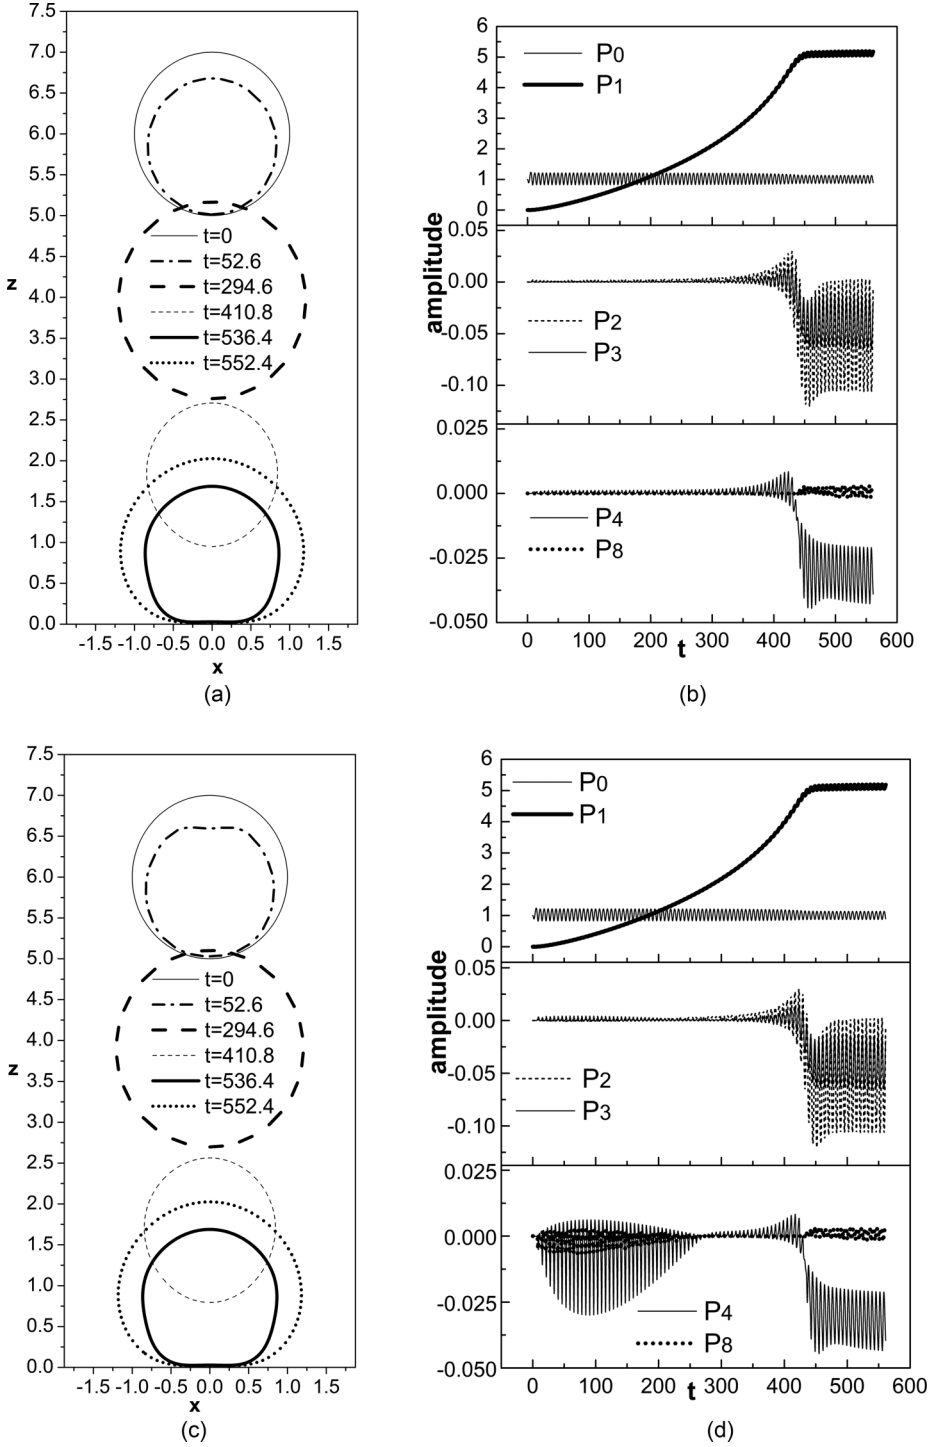 7.5
7.0
6.5
6.0
5.5
5.0
4.5
4.0
3.5
3.0
2.5
2.0
1.5
1.0
0.5
0.0
z
t=0
t=52.6
t=294.6
t=410.8
t=536.4
t=552.4
-1.5 -1.0 -0.5 0.0 0.5 1.0 1.5
x
(a)
6
5
4
3
2
1
0
P0
P1
amplitude
0.05
0.00
-0.05
-0.10
P2
P3
0.025
0.000
-0.025
-0.050
P4
P8
0 100 200 300 400 500 600
t
(b)
7.5
7.0
6.5
6.0
5.5
5.0
4.5
4.0
3.5
3.0
2.5
2.0
1.5
1.0
0.5
0.0
z
t=0
t=52.6
t=294.6
t=410.8
t=536.4
t=552.4
-1.5 -1.0 -0.5 0.0 0.5 1.0 1.5
x
(c)
6
5
4
3
2
1
0
P0
P1
amplitude
0.05
0.00
-0.05
-0.10
P2
P3
0.025
0.000
-0.025
-0.050
P4
P8
0 100 200 300 400 500 600
t
(d)